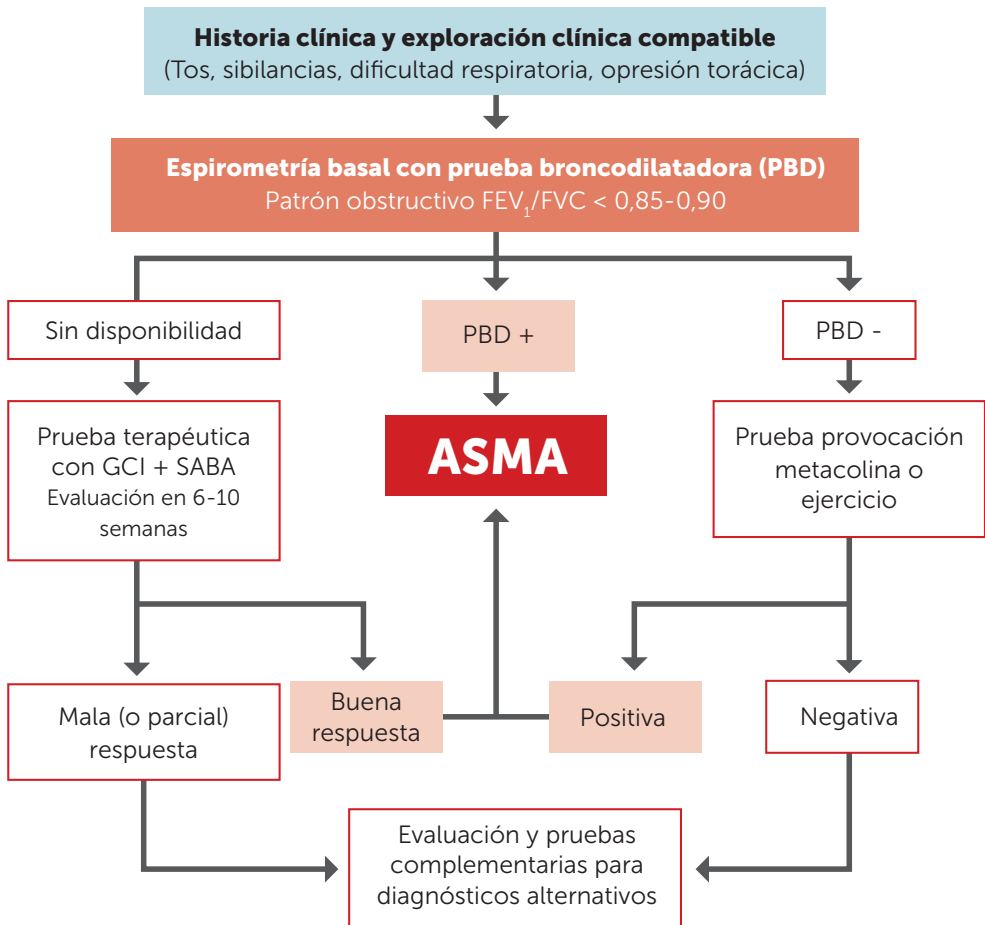 Historia clínica y exploración clínica compatible
(Tos, sibilancias, dificultad respiratoria, opresión torácica)
Espirometría basal con prueba broncodilatadora (PBD)
Patrón obstructivo FEV₁/FVC < 0,85-0,90
Sin disponibilidad
PBD +
PBD -
Prueba terapéutica
con GCI + SABA
Evaluación en 6-10
semanas
ASMA
Prueba provocación
metacolina o
ejercicio
Mala (o parcial)
respuesta
Buena
respuesta
Positiva
Negativa
Evaluación y pruebas
complementarias para
diagnósticos alternativos